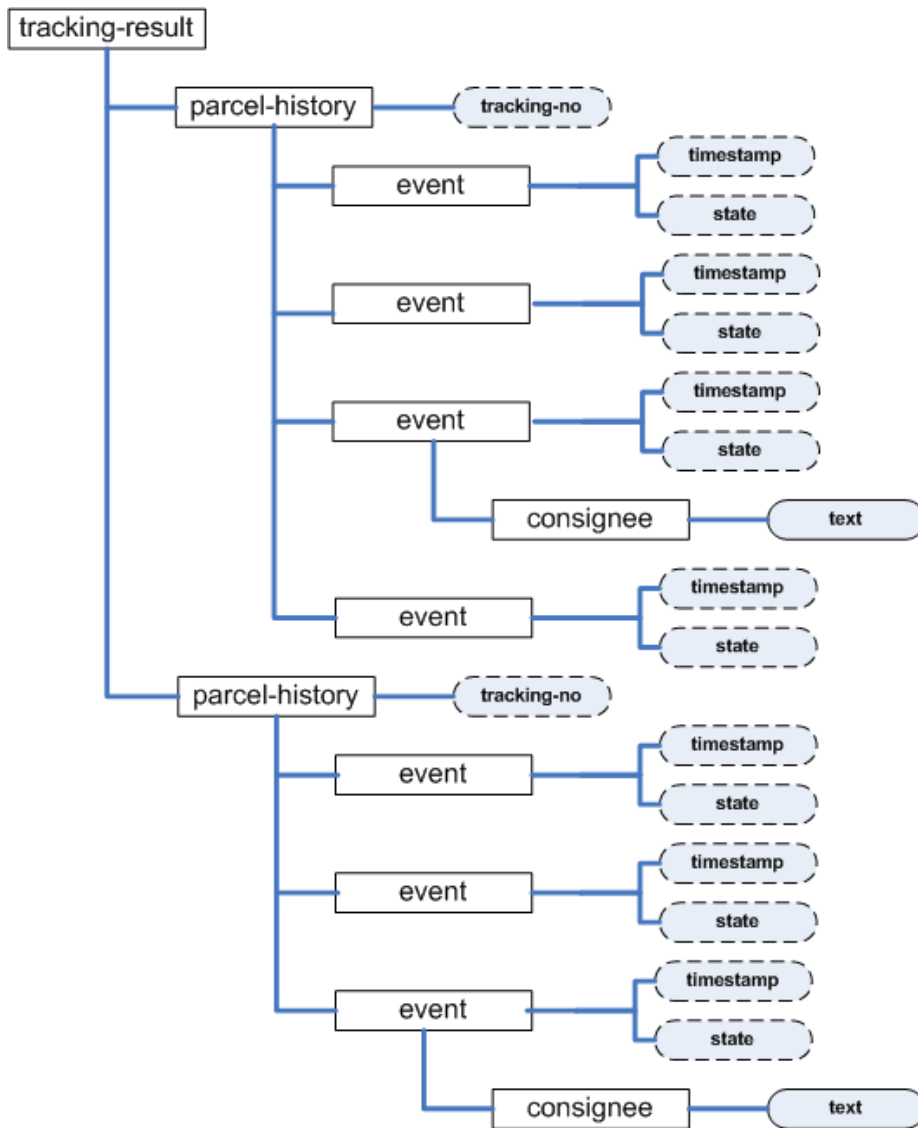 tracking-result
parcel-history
tracking-no
event
timestamp
state
event
timestamp
state
event
timestamp
state
consignee
text
event
timestamp
state
parcel-history
tracking-no
event
timestamp
state
event
timestamp
state
event
timestamp
state
consignee
text